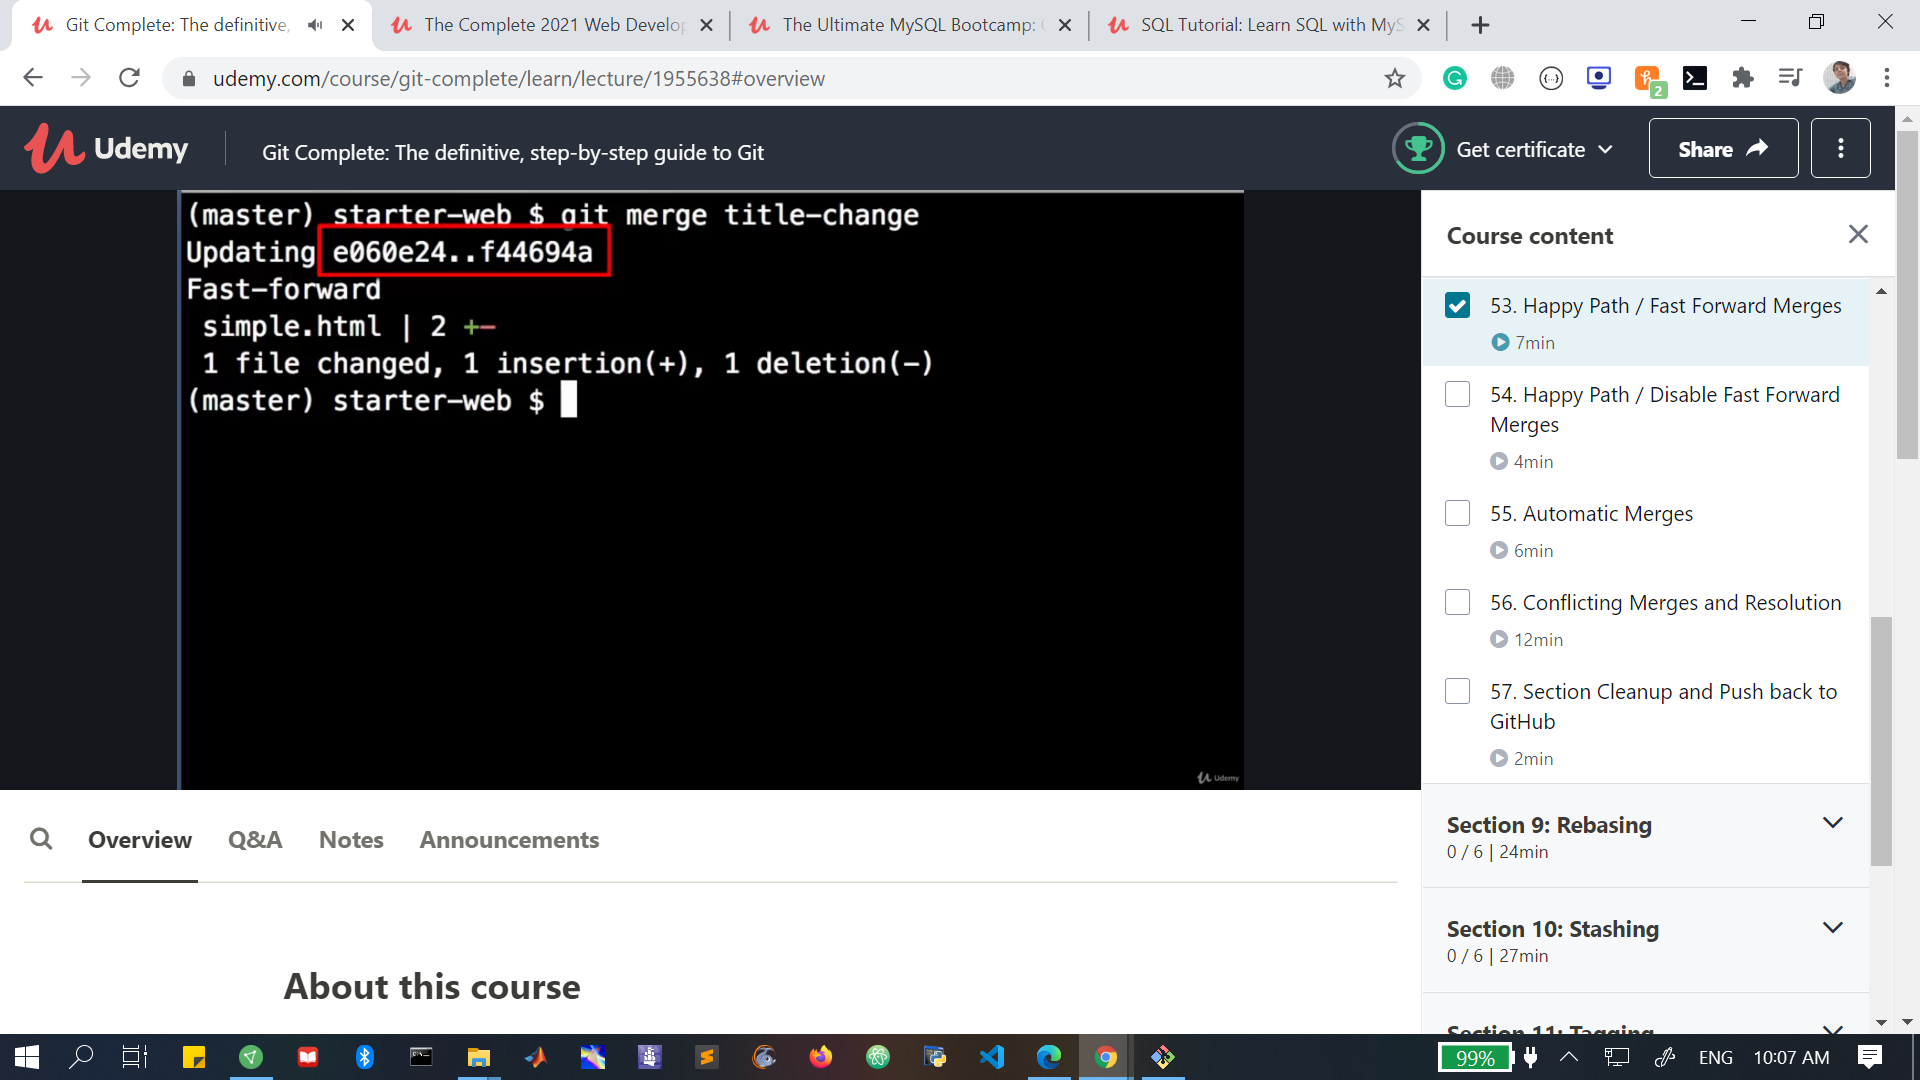 Git Complete: The definitive,
The Complete 2021 Web Develop
The Ultimate MySQL Bootcamp:
SQL Tutorial: Learn SQL with MyS
udemy.com/course/git-complete/learn/lecture/1955638#overview
2
Udemy
Git Complete: The definitive, step-by-step guide to Git
Get certificate
Share
(master) starter-web $ git merge title-change
Updating e060e24..f44694a
Fast-forward
simple.html | 2 +-
1 file changed, 1 insertion(+), 1 deletion(-)
(master) starter-web $
Udemy
Course content
53. Happy Path / Fast Forward Merges
7min
54. Happy Path / Disable Fast Forward
Merges
4min
55. Automatic Merges
6min
56. Conflicting Merges and Resolution
12min
57. Section Cleanup and Push back to
GitHub
2min
Section 9: Rebasing
0 / 6 | 24min
Section 10: Stashing
0 / 6 | 27min
Section 11: Tagging
Overview
Q&A
Notes
Announcements
About this course
99%
ENG
10:07 AM